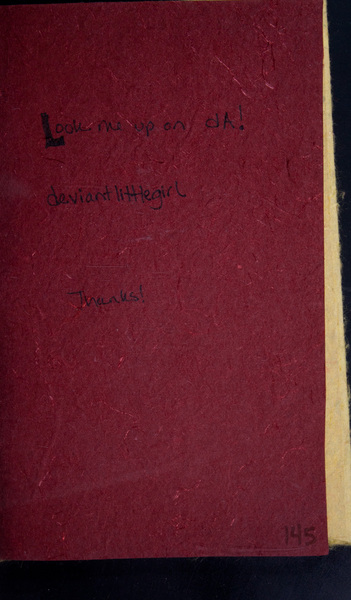 Look me up on dA!
deviantlittlegirl
Thanks!
145